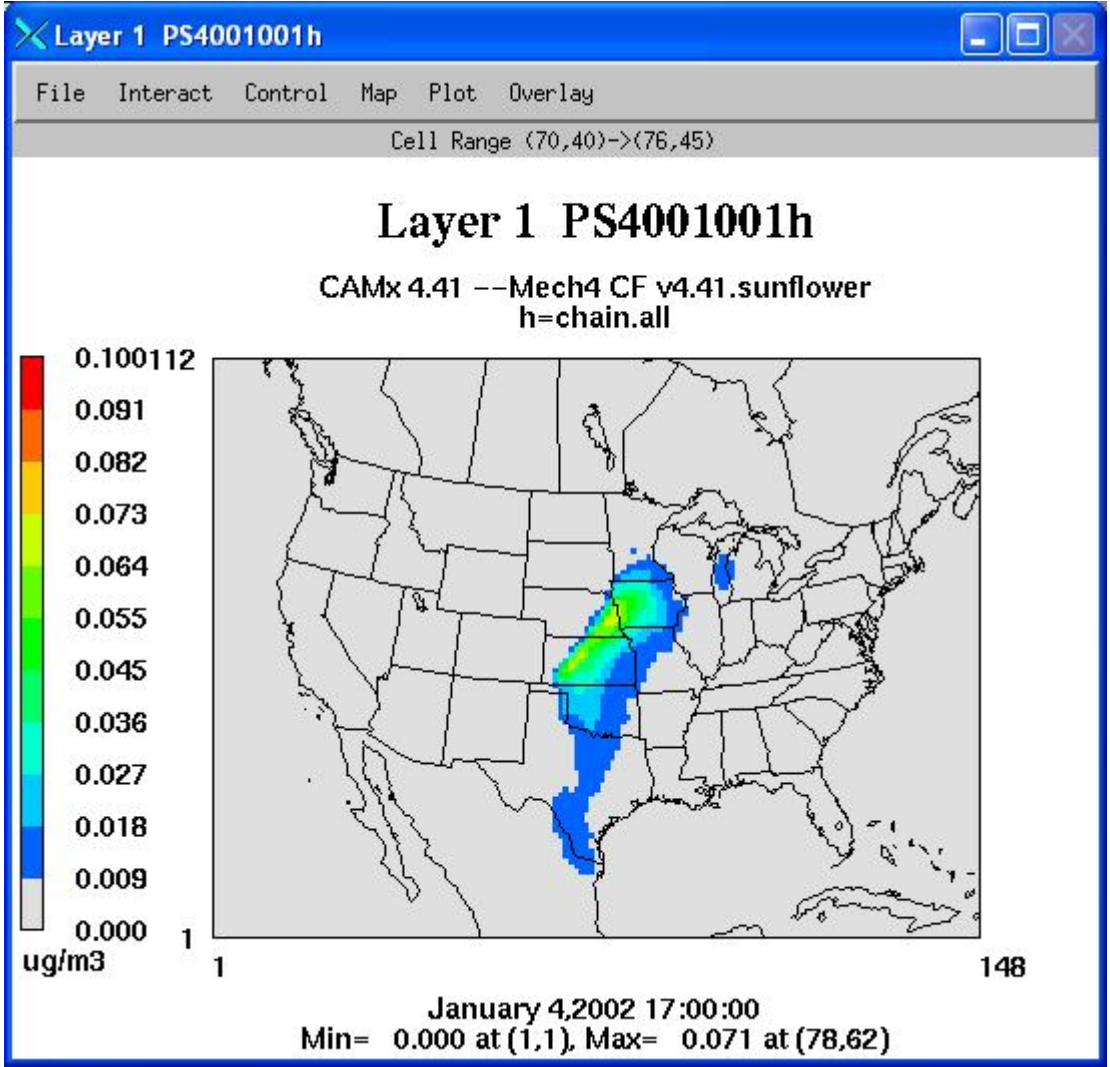 Layer 1 PS4001001h
File Interact Control Map Plot Overlay
Cell Range (70,40)->(76,45)
Layer 1 PS4001001h
CAMx 4.41 --Mech4 CF v4.41.sunflower
h=chain.all
0.100
112
0.091
0.082
0.073
0.064
0.055
0.045
0.036
0.027
0.018
0.009
0.000
1
ug/m3
1
148
January 4,2002 17:00:00
Min= 0.000 at (1,1), Max= 0.071 at (78,62)